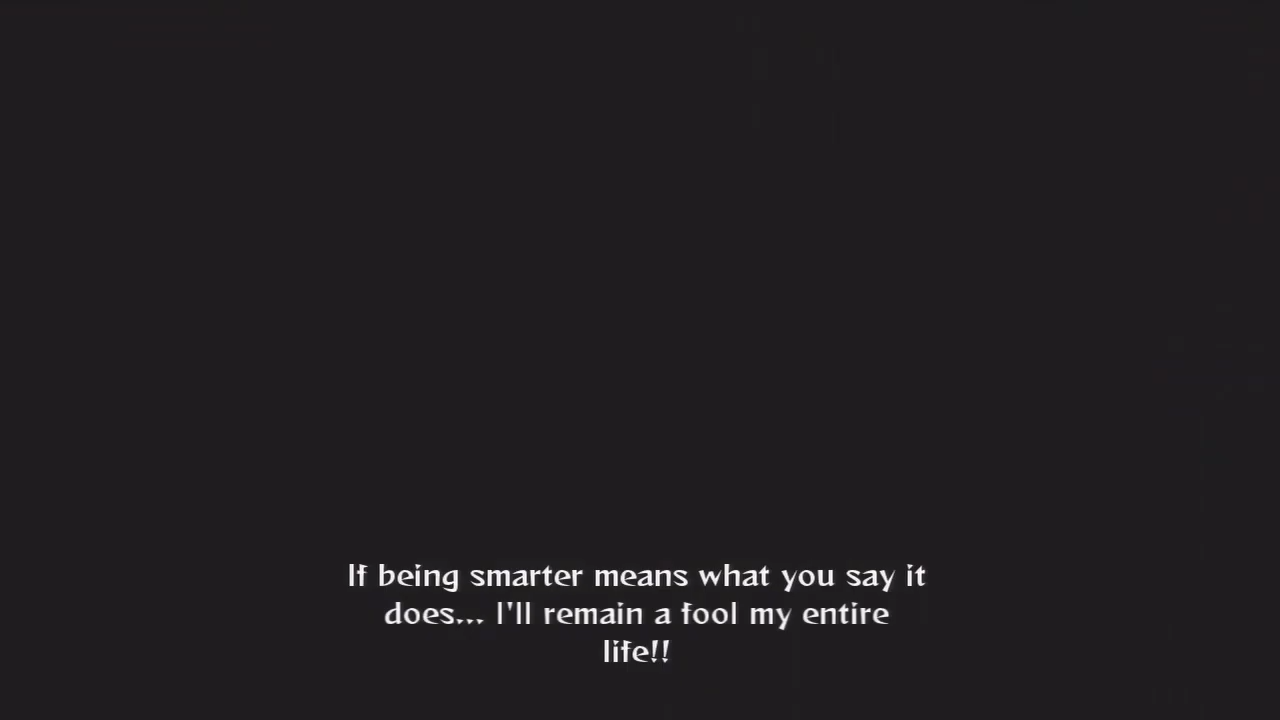 If being smarter means what you say it
does... I'll remain a fool my entire
life!!